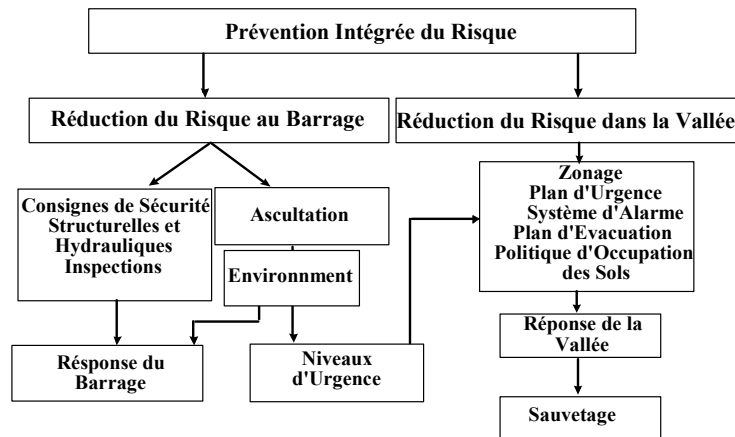 Prévention Intégrée du Risque
Réduction du Risque au Barrage
Réduction du Risque dans la Vallée
Consignes de Sécurité
Structurelles et
Hydrauliques
Inspections
Ascultation
Zonage
Plan d'Urgence
Système d'Alarme
Plan d'Evacuation
Politique d'Occupation
des Sols
Environnment
Résponse du
Barrage
Niveaux
d'Urgence
Réponse de la
Vallée
Sauvetage